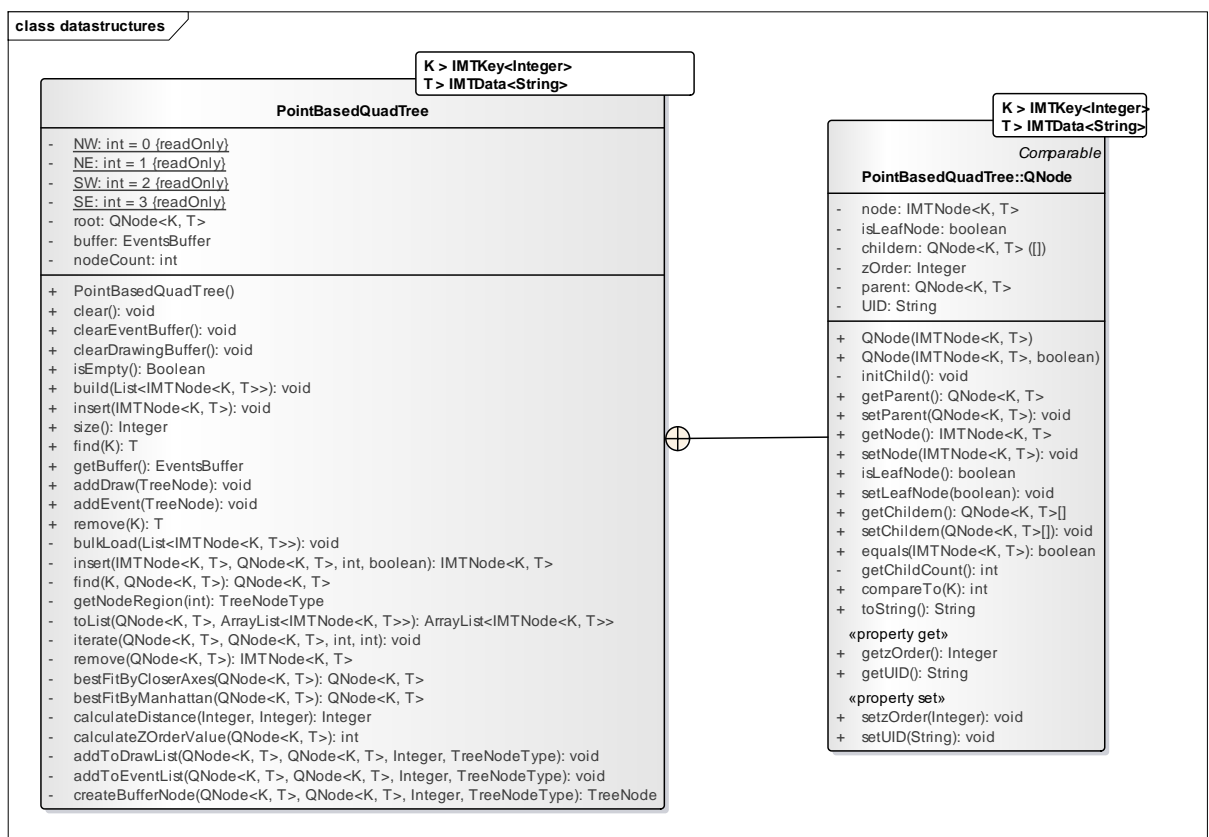 class datastructures
K > IMTKey<Integer>
T > IMTData<String>
PointBasedQuadTree
- NW: int = 0 {readOnly}
- NE: int = 1 {readOnly}
- SW: int = 2 {readOnly}
- SE: int = 3 {readOnly}
- root: QNode<K, T>
- buffer: EventsBuffer
- nodeCount: int
+ PointBasedQuadTree()
+ clear(): void
+ clearEventBuffer(): void
+ clearDrawingBuffer(): void
+ isEmpty(): Boolean
+ build(List<IMTNode<K, T>>): void
+ insert(IMTNode<K, T>): void
+ size(): Integer
+ find(K): T
+ getBuffer(): EventsBuffer
+ addDraw(TreeNode): void
+ addEvent(TreeNode): void
+ remove(K): T
- bulkLoad(List<IMTNode<K, T>>): void
- insert(IMTNode<K, T>, QNode<K, T>, int, boolean): IMTNode<K, T>
- find(K, QNode<K, T>): QNode<K, T>
- getNodeRegion(int): TreeNodeType
- toList(QNode<K, T>, ArrayList<IMTNode<K, T>>): ArrayList<IMTNode<K, T>>
- iterate(QNode<K, T>, QNode<K, T>, int, int): void
- remove(QNode<K, T>): IMTNode<K, T>
- bestFitByCloserAxes(QNode<K, T>): QNode<K, T>
- bestFitByManhattan(QNode<K, T>): QNode<K, T>
- calculateDistance(Integer, Integer): Integer
- calculateZOrderValue(QNode<K, T>): int
- addToDrawList(QNode<K, T>, QNode<K, T>, Integer, TreeNodeType): void
- addToEventList(QNode<K, T>, QNode<K, T>, Integer, TreeNodeType): void
- createBufferNode(QNode<K, T>, QNode<K, T>, Integer, TreeNodeType): TreeNode
K > IMTKey<Integer>
T > IMTData<String>
Comparable
PointBasedQuadTree::QNode
- node: IMTNode<K, T>
- isLeafNode: boolean
- childern: QNode<K, T> ([])
- zOrder: Integer
- parent: QNode<K, T>
- UID: String
+ QNode(IMTNode<K, T>)
+ QNode(IMTNode<K, T>, boolean)
- initChild(): void
+ getParent(): QNode<K, T>
+ setParent(QNode<K, T>): void
+ getNode(): IMTNode<K, T>
+ setNode(IMTNode<K, T>): void
+ isLeafNode(): boolean
+ setLeafNode(boolean): void
+ getChildern(): QNode<K, T>[]
+ setChildern(QNode<K, T>[]): void
+ equals(IMTNode<K, T>): boolean
- getChildCount(): int
+ compareTo(K): int
+ toString(): String
«property get»
+ getzOrder(): Integer
+ getUID(): String
«property set»
+ setzOrder(Integer): void
+ setUID(String): void